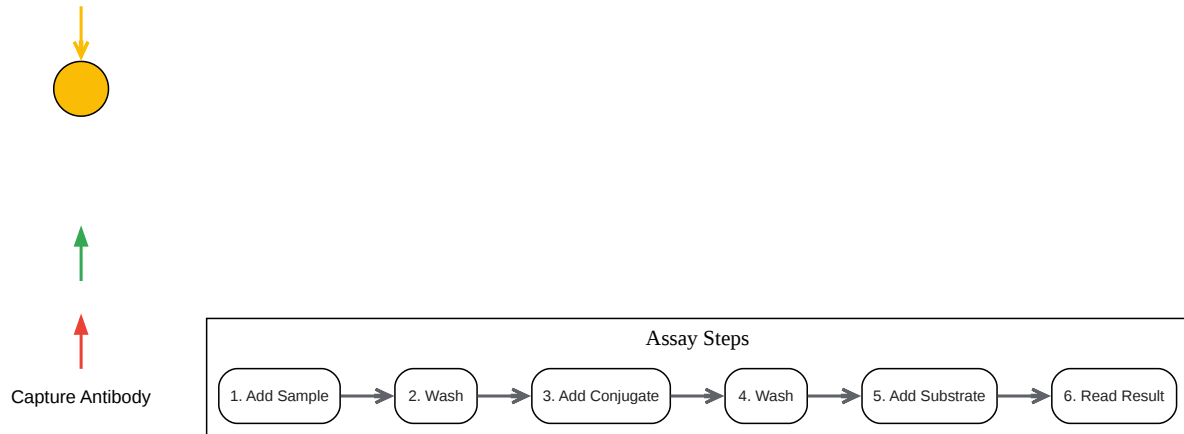 Assay Steps
Capture Antibody
1. Add Sample
2. Wash
3. Add Conjugate
4. Wash
5. Add Substrate
6. Read Result